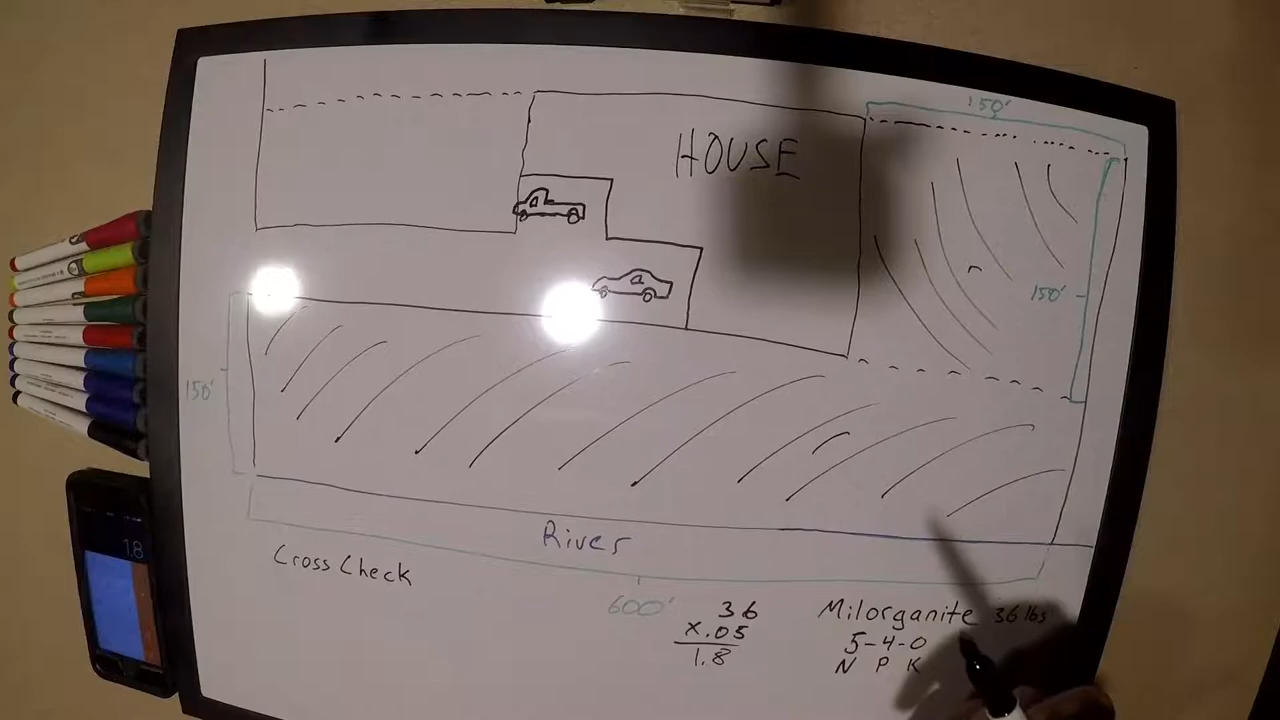 150'
HOUSE
150'
150'
River
Cross Check
600'
36
x.05
1.8
Milorganite 36 lbs
5-4-0
N P K
1.8